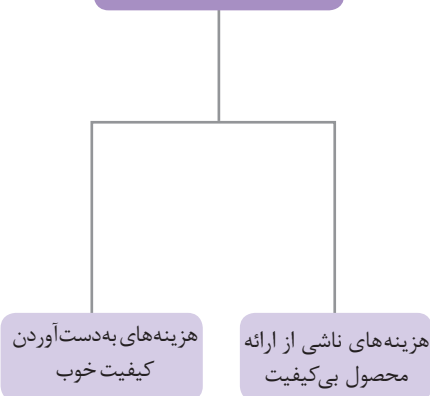 هزینه‌های ناشی از ارائه
محصول بی‌کیفیت
هزینه‌های به‌دست‌آوردن
کیفیت خوب